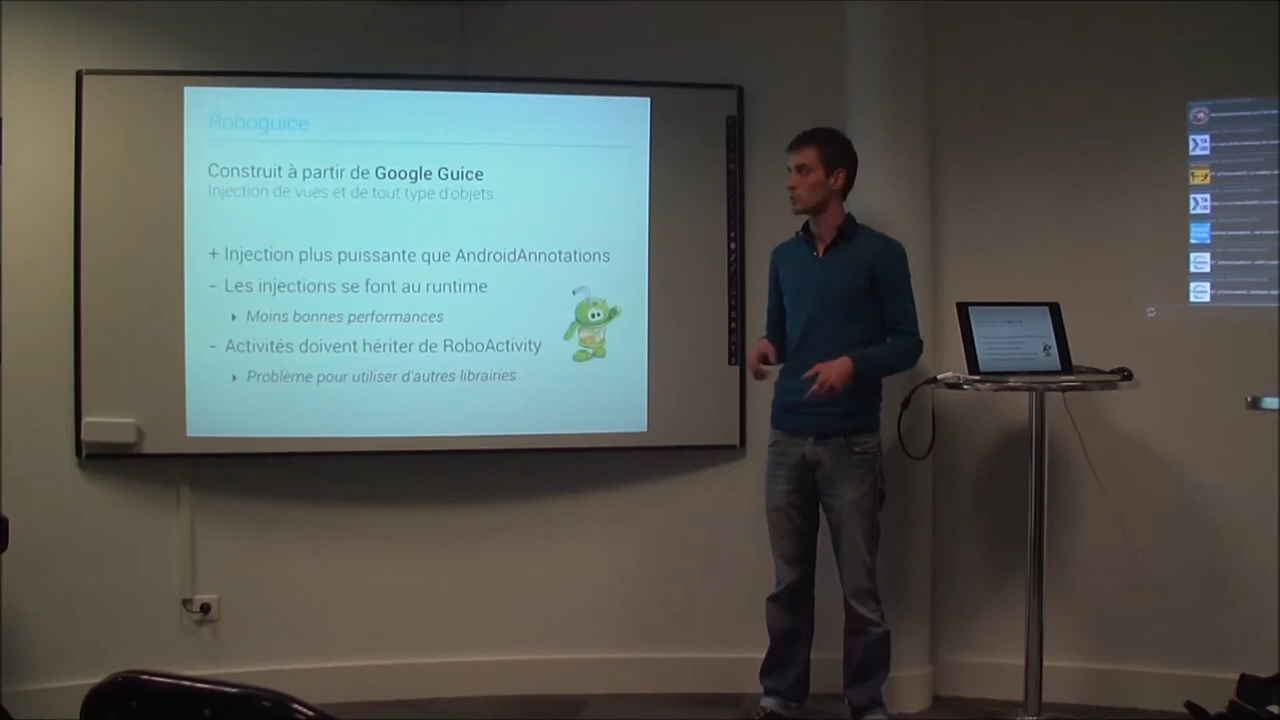 Roboguice
Construit à partir de Google Guice
Injection de vues et de tout type d'objets
+ Injection plus puissante que AndroidAnnotations
- Les injections se font au runtime
Moins bonnes performances
- Activités doivent hériter de RoboActivity
Problème pour utiliser d'autres librairies